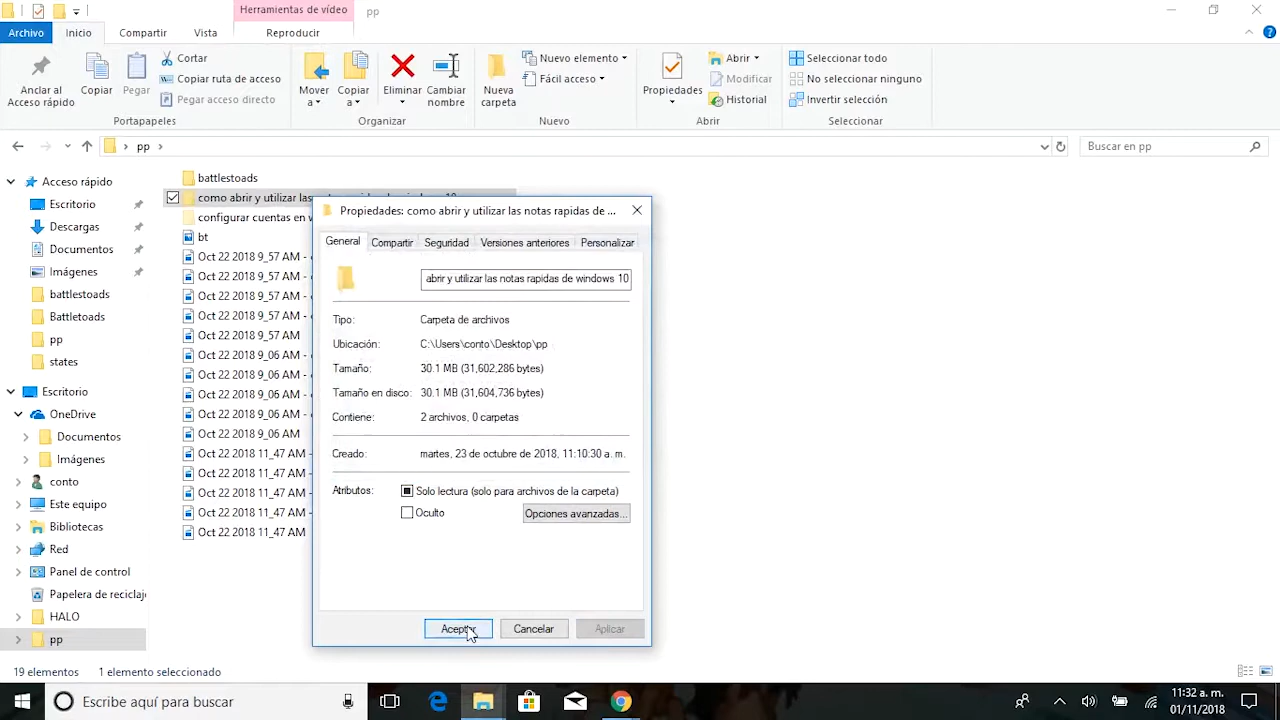 Herramientas de vídeo
pp
Archivo
Inicio
Compartir
Vista
Reproducir
Anclar al
Acceso rápido
Copiar
Pegar
Cortar
Copiar ruta de acceso
Pegar acceso directo
Portapapeles
Mover
a
Copiar
a
Eliminar
Cambiar
nombre
Organizar
Nueva
carpeta
Nuevo elemento
Fácil acceso
Nuevo
Propiedades
Abrir
Modificar
Historial
Abrir
Seleccionar todo
No seleccionar ninguno
Invertir selección
Seleccionar
pp
Buscar en pp
Acceso rápido
Escritorio
Descargas
Documentos
Imágenes
battlestoads
Battletoads
pp
states
Escritorio
OneDrive
Documentos
Imágenes
conto
Este equipo
Bibliotecas
Red
Panel de control
Papelera de reciclaj
HALO
pp
battlestoads
como abrir y utilizar las
configurar cuentas en
bt
Oct 22 2018 9_57 AM -
Oct 22 2018 9_57 AM -
Oct 22 2018 9_57 AM -
Oct 22 2018 9_57 AM -
Oct 22 2018 9_57 AM
Oct 22 2018 9_06 AM -
Oct 22 2018 9_06 AM -
Oct 22 2018 9_06 AM -
Oct 22 2018 9_06 AM -
Oct 22 2018 9_06 AM
Oct 22 2018 11_47 AM -
Oct 22 2018 11_47 AM -
Oct 22 2018 11_47 AM -
Oct 22 2018 11_47 AM -
Oct 22 2018 11_47 AM
Propiedades: como abrir y utilizar las notas rapidas de ...
General
Compartir
Seguridad
Versiones anteriores
Personalizar
abrir y utilizar las notas rapidas de windows 10
Tipo: Carpeta de archivos
Ubicación: C:\Users\conto\Desktop\pp
Tamaño: 30.1 MB (31,602,286 bytes)
Tamaño en disco: 30.1 MB (31,604,736 bytes)
Contiene: 2 archivos, 0 carpetas
Creado: martes, 23 de octubre de 2018, 11:10:30 a. m.
Atributos: Solo lectura (solo para archivos de la carpeta)
Oculto
Opciones avanzadas...
Aceptar
Cancelar
Aplicar
19 elementos
1 elemento seleccionado
Escribe aquí para buscar
11:32 a. m.
01/11/2018